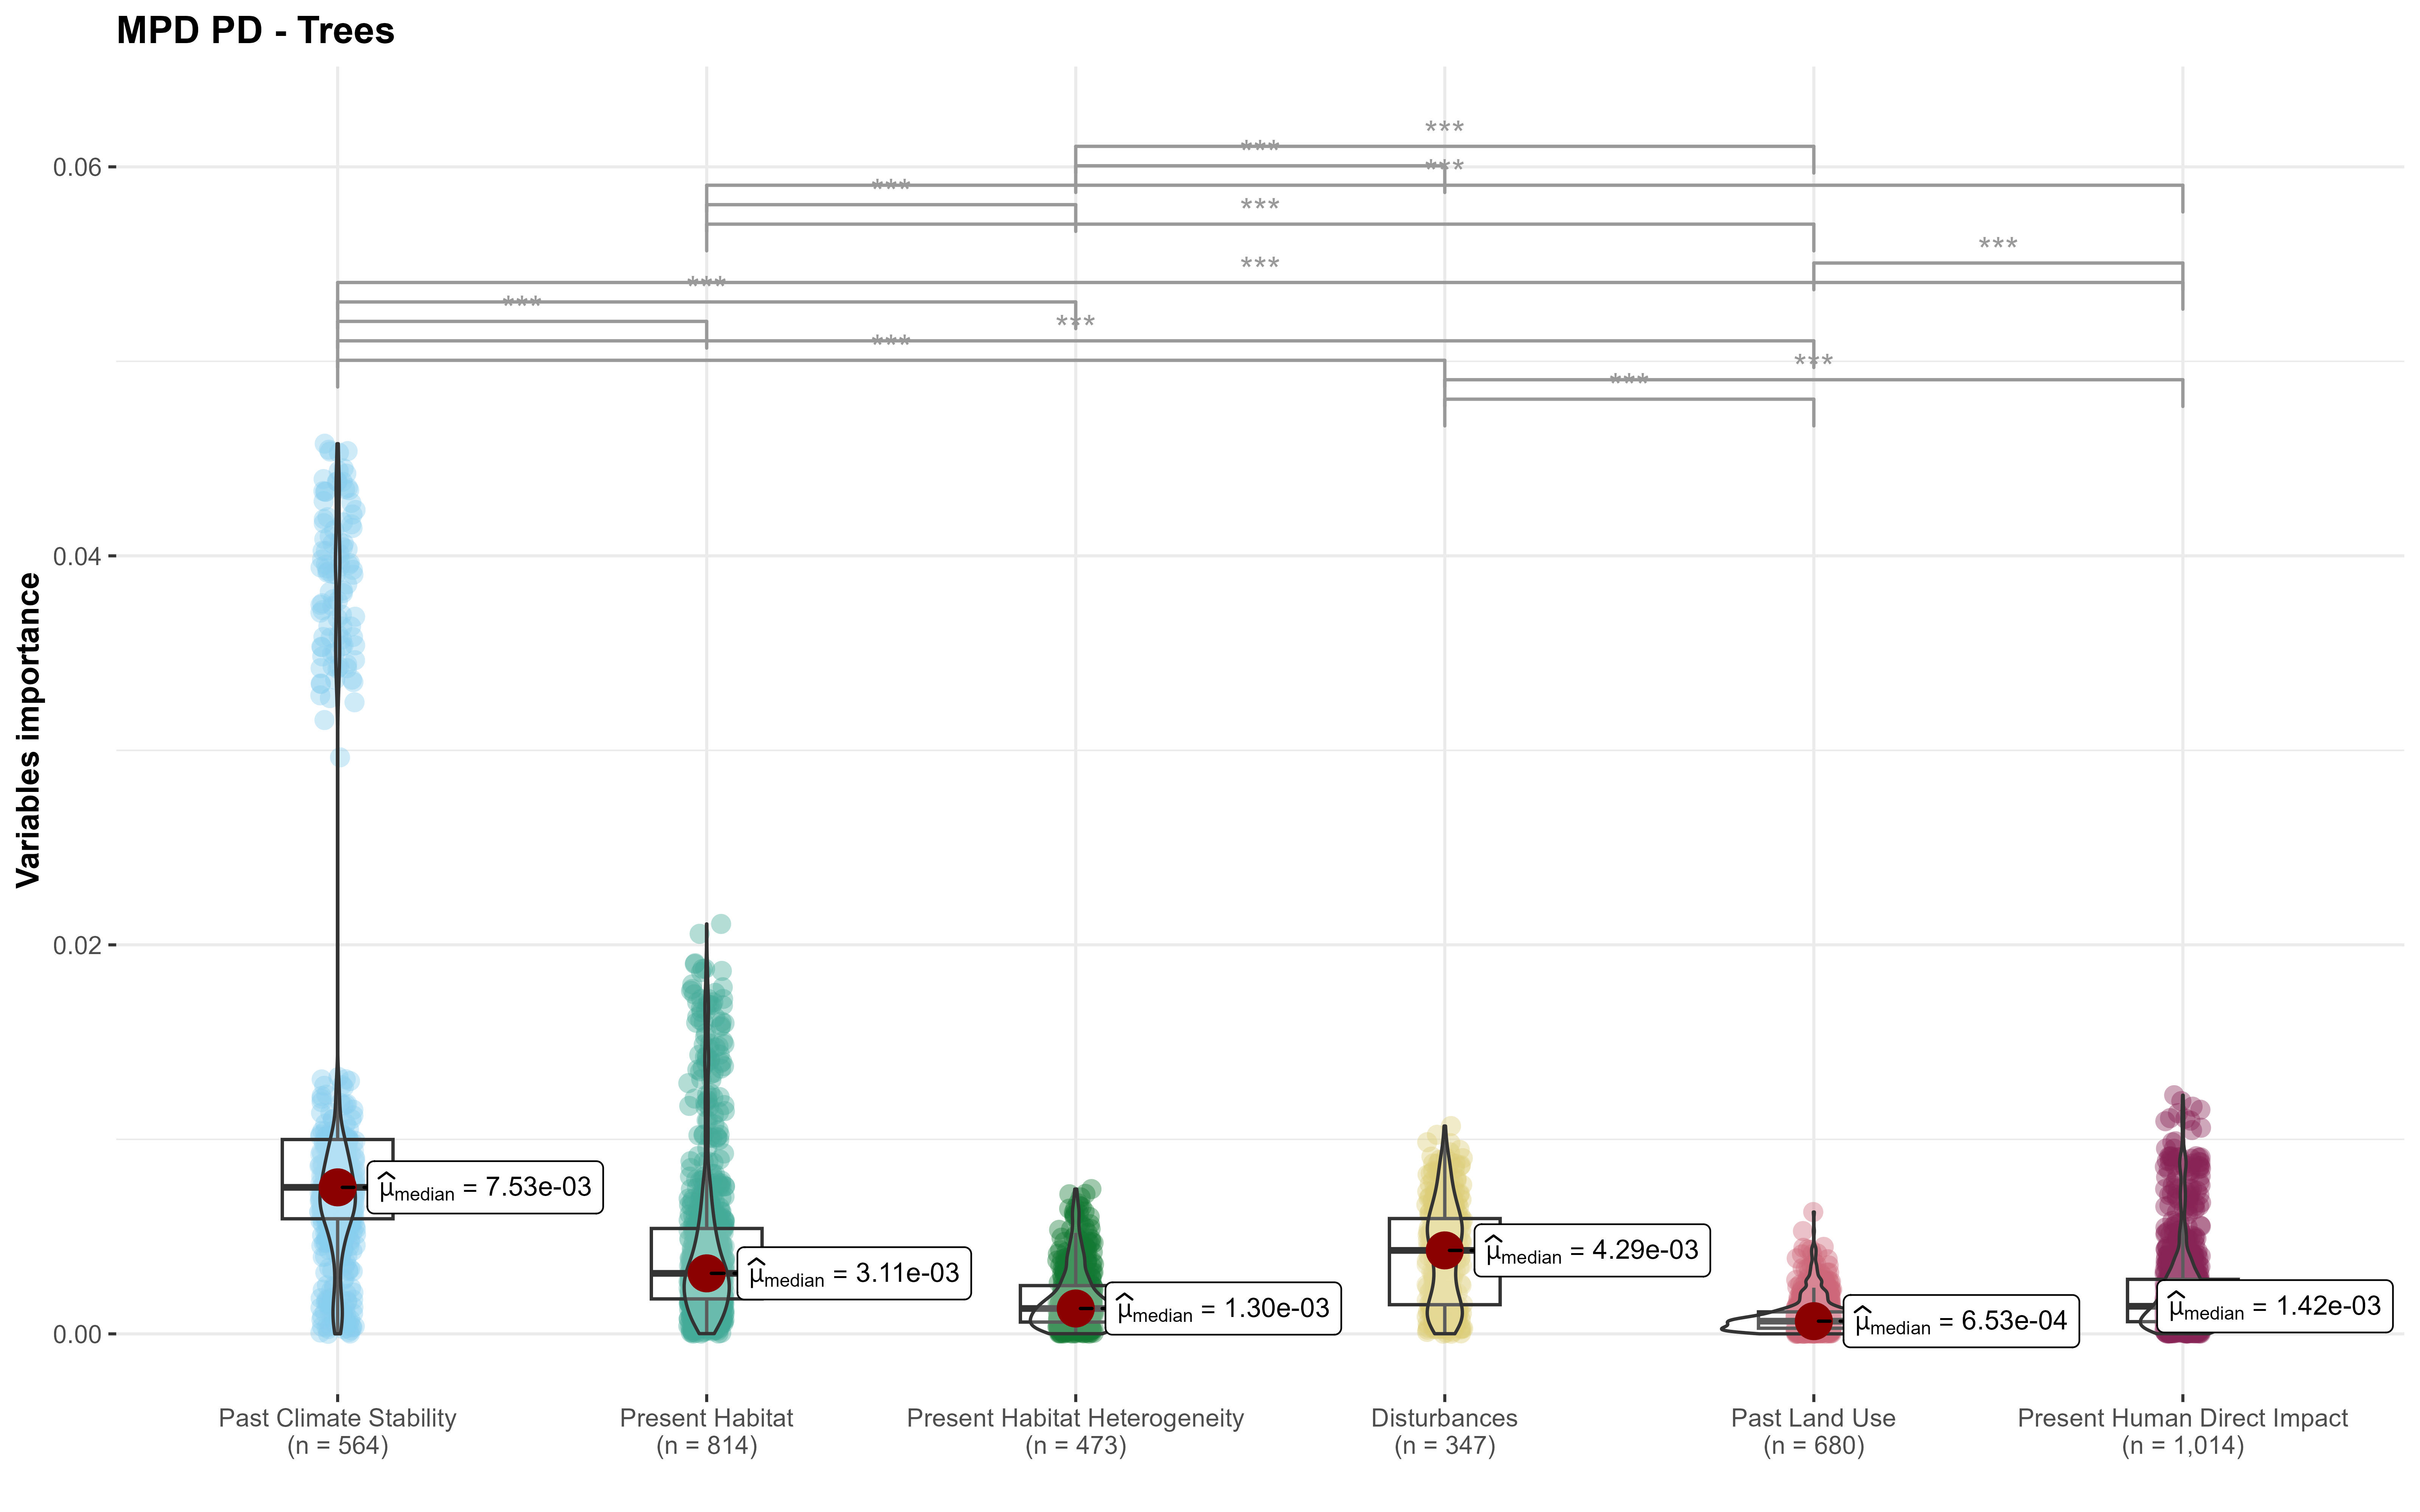 MPD PD - Trees
Variables importance
0.06
0.04
0.02
0.00
***
***
***
***
***
***
***
***
***
***
***
***
***
μ̂median = 7.53e-03
μ̂median = 3.11e-03
μ̂median = 1.30e-03
μ̂median = 4.29e-03
μ̂median = 6.53e-04
μ̂median = 1.42e-03
Past Climate Stability
(n = 564)
Present Habitat
(n = 814)
Present Habitat Heterogeneity
(n = 473)
Disturbances
(n = 347)
Past Land Use
(n = 680)
Present Human Direct Impact
(n = 1,014)